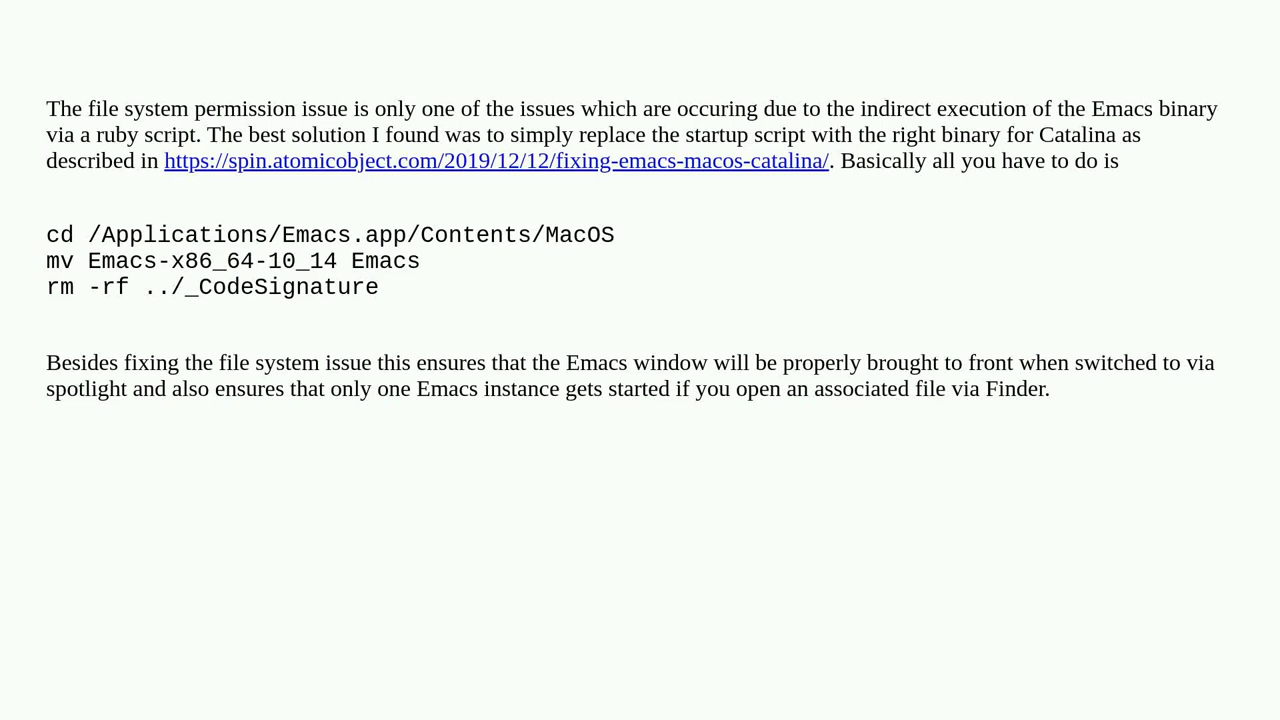 The file system permission issue is only one of the issues which are occuring due to the indirect execution of the Emacs binary
via a ruby script. The best solution I found was to simply replace the startup script with the right binary for Catalina as
described in https://spin.atomicobject.com/2019/12/12/fixing-emacs-macos-catalina/. Basically all you have to do is
cd /Applications/Emacs.app/Contents/MacOS
mv Emacs-x86_64-10_14 Emacs
rm -rf ../_CodeSignature
Besides fixing the file system issue this ensures that the Emacs window will be properly brought to front when switched to via
spotlight and also ensures that only one Emacs instance gets started if you open an associated file via Finder.